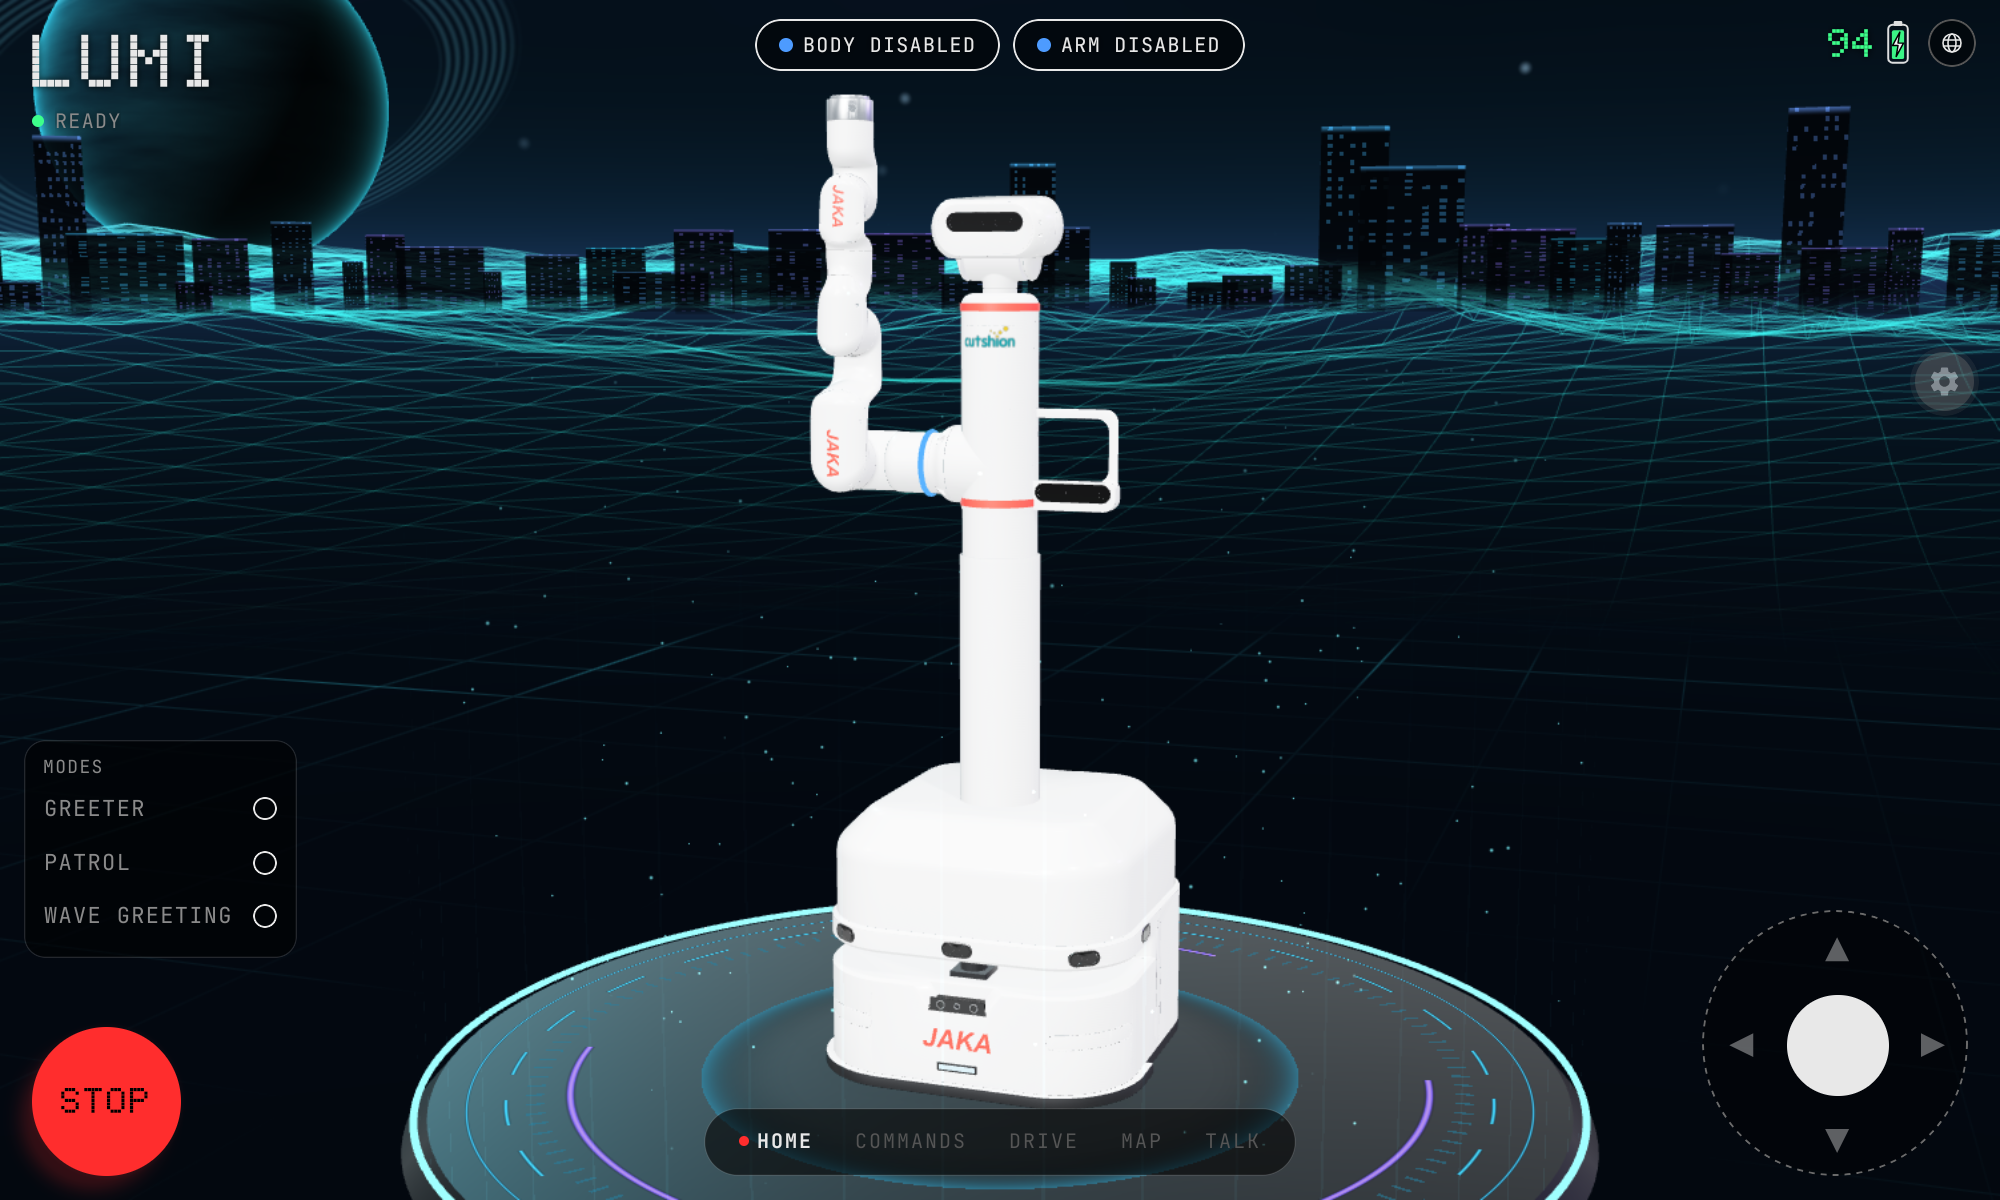 LUMI
READY
BODY DISABLED
ARM DISABLED
94
JAKA
cutshion
JAKA
MODES
GREETER
PATROL
WAVE GREETING
STOP
JAKA
HOME
COMMANDS
DRIVE
MAP
TALK